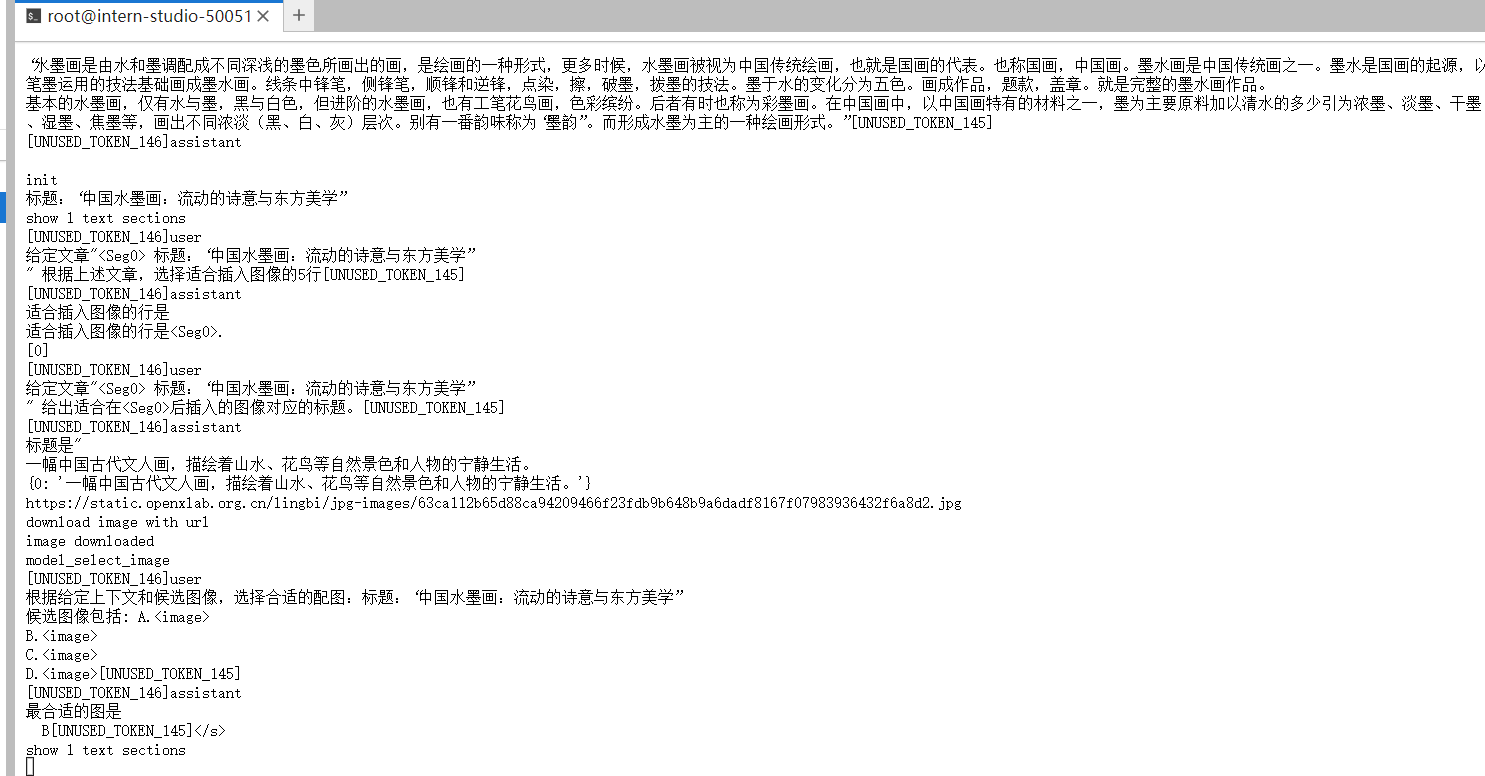 root@intern-studio-50051
“水墨画是由水和墨调配成不同深浅的墨色所画出的画，是绘画的一种形式，更多时候，水墨画被视为中国传统绘画，也就是国画的代表。也称国画，中国画。墨水画是中国传统画之一。墨水是国画的起源，以
笔墨运用的技法基础画成墨水画。线条中锋笔，侧锋笔，顺锋和逆锋，点染，擦，破墨，拨墨的技法。墨于水的变化分为五色。画成作品，题款，盖章。就是完整的墨水画作品。
基本的水墨画，仅有水与墨，黑与白色，但进阶的水墨画，也有工笔花鸟画，色彩缤纷。后者有时也称为彩墨画。在中国画中，以中国画特有的材料之一，墨为主要原料加以清水的多少引为浓墨、淡墨、干墨
、湿墨、焦墨等，画出不同浓淡（黑、白、灰）层次。别有一番韵味称为“墨韵”。而形成水墨为主的一种绘画形式。”[UNUSED_TOKEN_145]
[UNUSED_TOKEN_146]assistant
init
标题：“中国水墨画：流动的诗意与东方美学”
show 1 text sections
[UNUSED_TOKEN_146]user
给定文章"<Seg0> 标题：“中国水墨画：流动的诗意与东方美学”
" 根据上述文章，选择适合插入图像的5行[UNUSED_TOKEN_145]
[UNUSED_TOKEN_146]assistant
适合插入图像的行是
适合插入图像的行是<Seg0>.
[0]
[UNUSED_TOKEN_146]user
给定文章"<Seg0> 标题：“中国水墨画：流动的诗意与东方美学”
" 给出适合在<Seg0>后插入的图像对应的标题。[UNUSED_TOKEN_145]
[UNUSED_TOKEN_146]assistant
标题是"
一幅中国古代文人画，描绘着山水、花鸟等自然景色和人物的宁静生活。
{0: '一幅中国古代文人画，描绘着山水、花鸟等自然景色和人物的宁静生活。'}
https://static.openxlab.org.cn/lingbi/jpg-images/63ca112b65d88ca94209466f23fdb9b648b9a6dadf8167f07983936432f6a8d2.jpg
download image with url
image downloaded
model_select_image
[UNUSED_TOKEN_146]user
根据给定上下文和候选图像，选择合适的配图：标题：“中国水墨画：流动的诗意与东方美学”
候选图像包括: A.<image>
B.<image>
C.<image>
D.<image>[UNUSED_TOKEN_145]
[UNUSED_TOKEN_146]assistant
最合适的图是
B[UNUSED_TOKEN_145]</s>
show 1 text sections